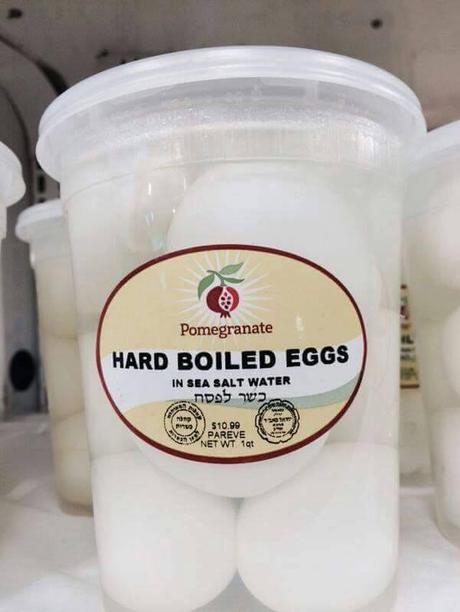 Pomegranate
HARD BOILED EGGS
IN SEA SALT WATER
כשר לפסח
$10.99
PAREVE
NET WT. 1qt